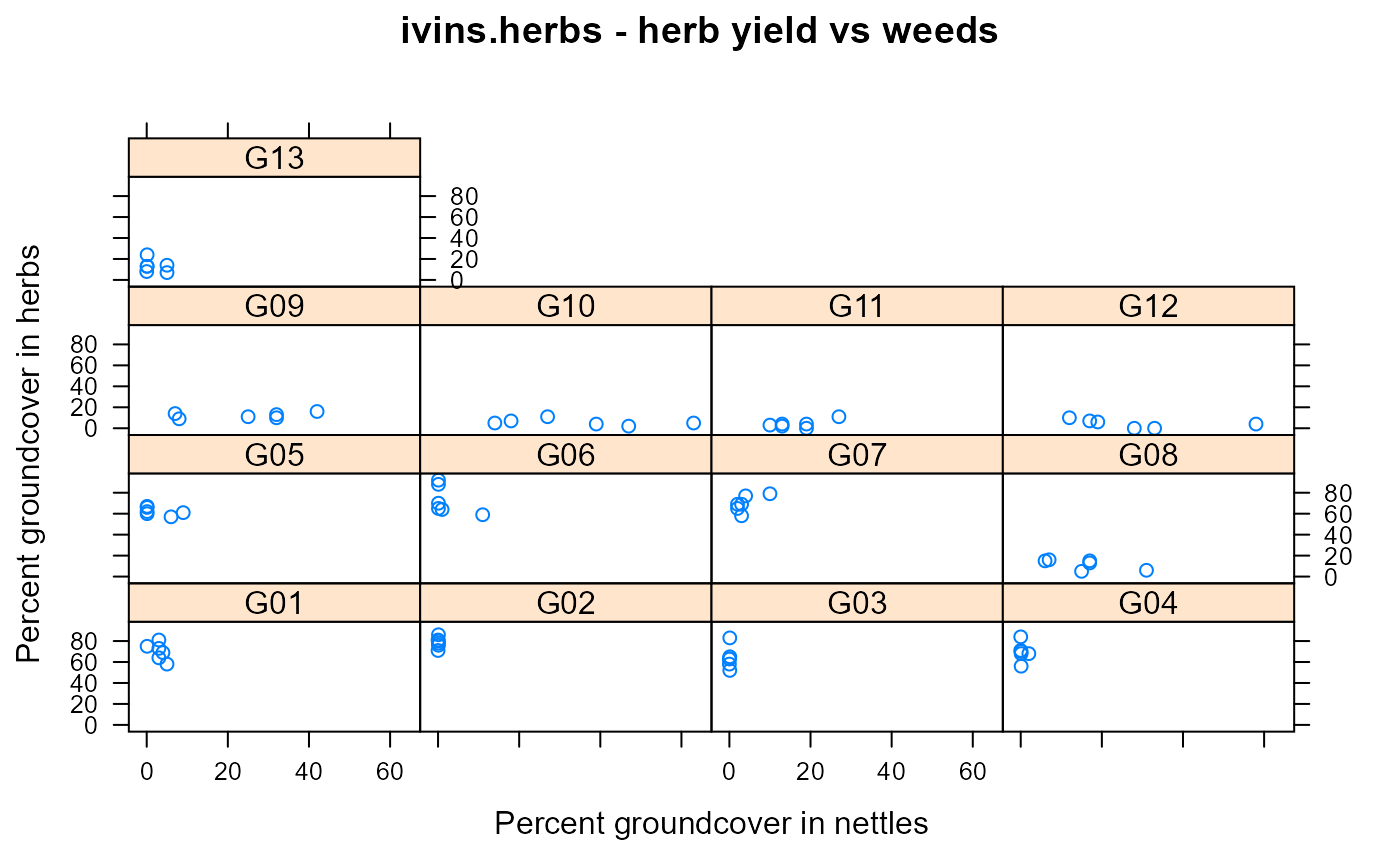 ivins.herbs - herb yield vs weeds
G13
80
60
40
20
0
G09 G10 G11 G12
80
60
40
20
0
G05 G06 G07 G08
80
60
40
20
0
G01 G02 G03 G04
80
60
40
20
0
0 20 40 60 0 20 40 60
Percent groundcover in nettles
Percent groundcover in herbs